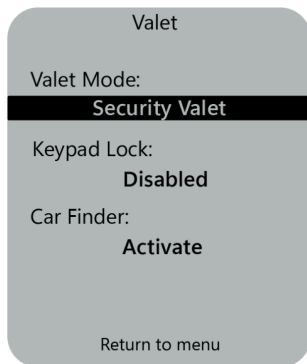 Valet
Valet Mode:
Security Valet
Keypad Lock:
Disabled
Car Finder:
Activate
Return to menu